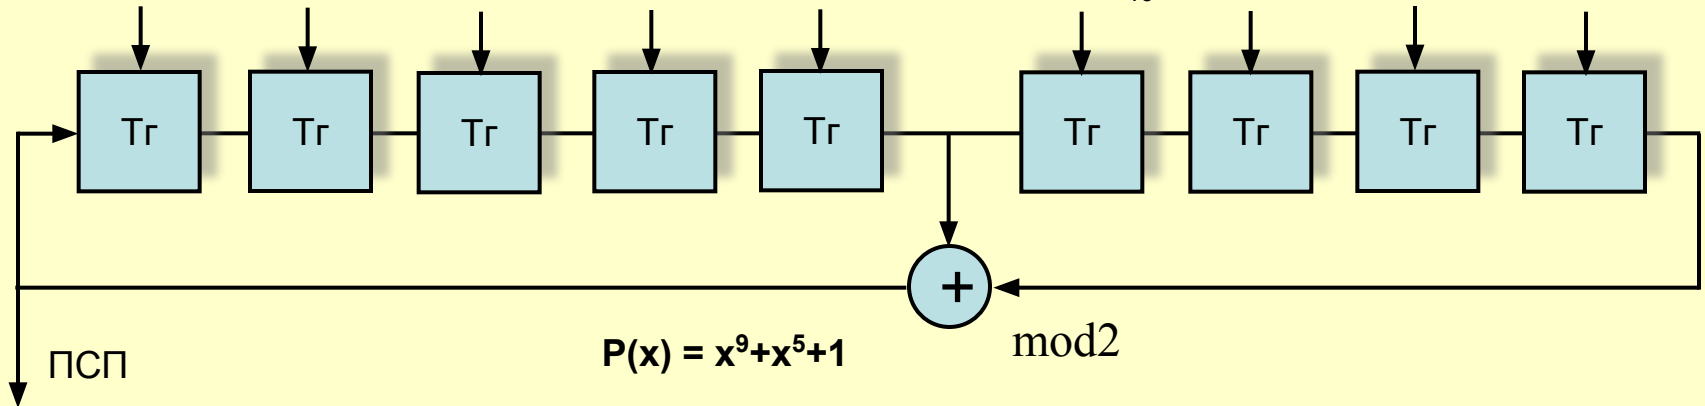 Тг Тг Тг Тг Тг Тг Тг Тг Тг
+
mod2
P(x) = x⁹+x⁵+1
ПСП